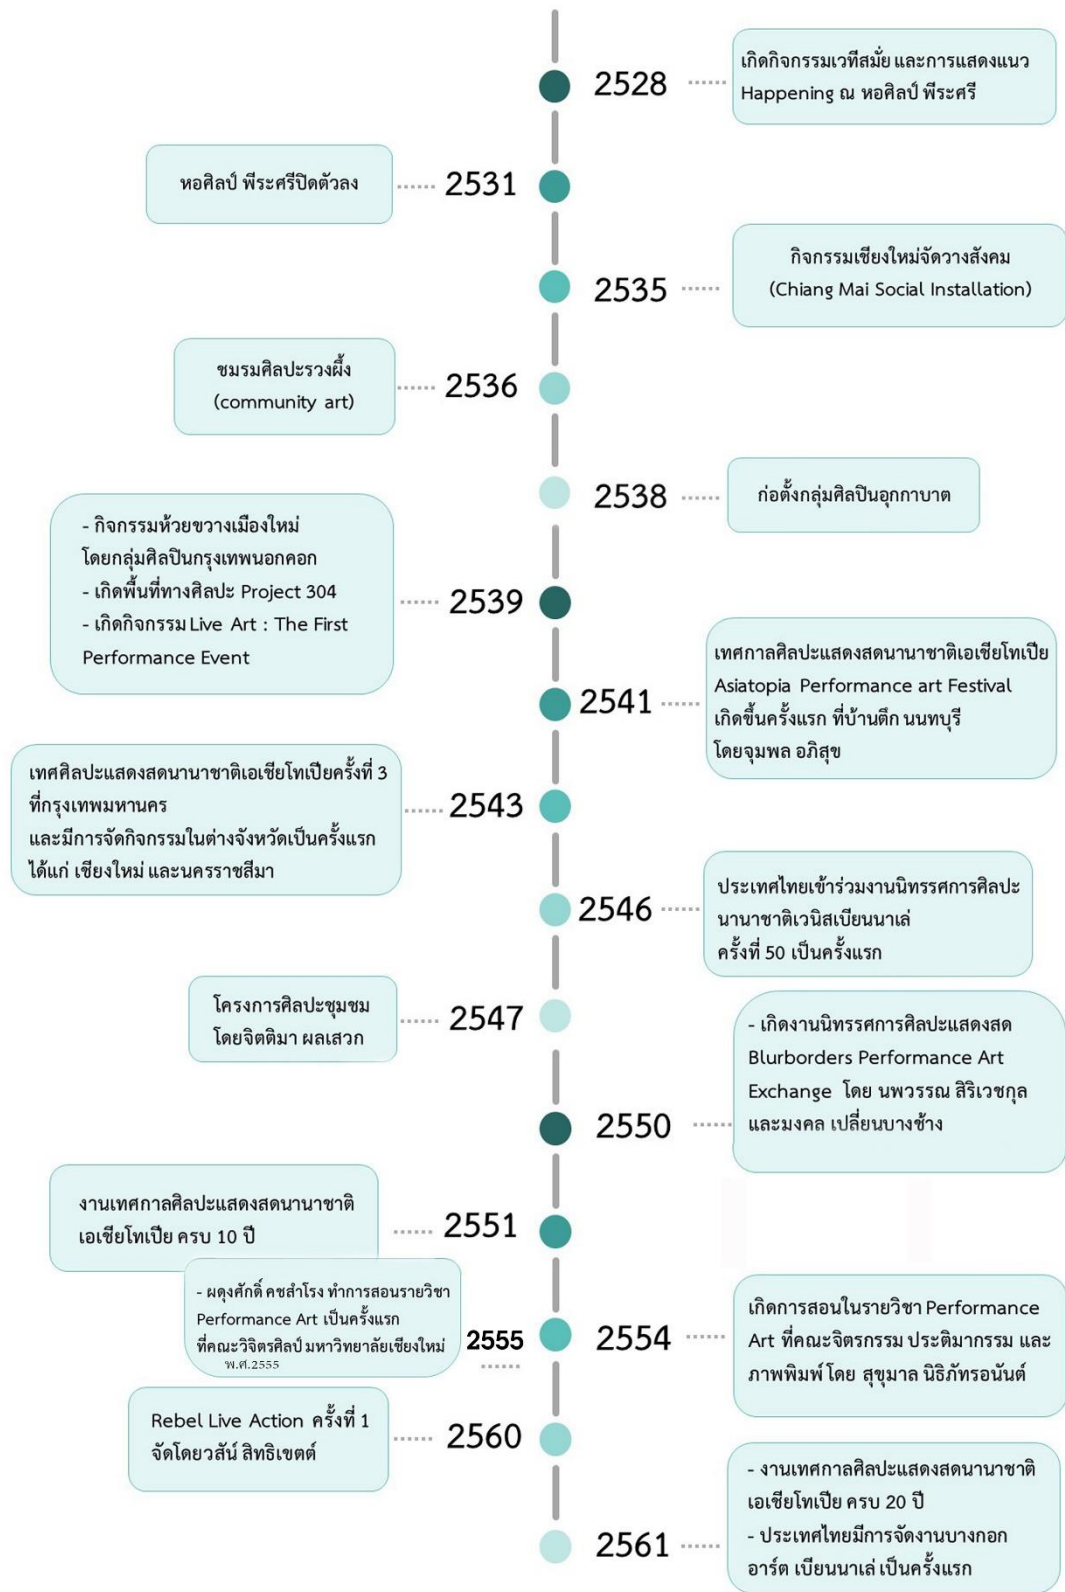 2528
เกิดกิจกรรมเวทีสมั่ย และการแสดงแนว
Happening ณ หอศิลป์ พีระศรี
หอศิลป์ พีระศรีปิดตัวลง
2531
2535
กิจกรรมเชียงใหม่จัดวางสังคม
(Chiang Mai Social Installation)
ชมรมศิลปะรวงผึ้ง
(community art)
2536
2538
ก่อตั้งกลุ่มศิลปินอุกกาบาต
- กิจกรรมห้วยขวางเมืองใหม่
โดยกลุ่มศิลปินกรุงเทพนอกคอก
- เกิดพื้นที่ทางศิลปะ Project 304
- เกิดกิจกรรม Live Art : The First
Performance Event
2539
2541
เทศกาลศิลปะแสดงสดนานาชาติเอเชียโทเปีย
Asiatopia Performance art Festival
เกิดขึ้นครั้งแรก ที่บ้านตึก นนทบุรี
โดยจุมพล อภิสุข
เทศศิลปะแสดงสดนานาชาติเอเชียโทเปียครั้งที่ 3
ที่กรุงเทพมหานคร
และมีการจัดกิจกรรมในต่างจังหวัดเป็นครั้งแรก
ได้แก่ เชียงใหม่ และนครราชสีมา
2543
2546
ประเทศไทยเข้าร่วมงานนิทรรศการศิลปะ
นานาชาติเวนิสเบียนนาเล่
ครั้งที่ 50 เป็นครั้งแรก
โครงการศิลปะชุมชม
โดยจิตติมา ผลเสวก
2547
2550
- เกิดงานนิทรรศการศิลปะแสดงสด
Blurborders Performance Art
Exchange โดย นพวรรณ สิริเวชกุล
และมงคล เปลี่ยนบางช้าง
งานเทศกาลศิลปะแสดงสดนานาชาติ
เอเชียโทเปีย ครบ 10 ปี
2551
2554
เกิดการสอนในรายวิชา Performance
Art ที่คณะจิตรกรรม ประติมากรรม และ
ภาพพิมพ์ โดย สุขุมาล นิธิภัทรอนันต์
- ผดุงศักดิ์ คชสำโรง ทำการสอนรายวิชา
Performance Art เป็นครั้งแรก
ที่คณะวิจิตรศิลป์ มหาวิทยาลัยเชียงใหม่
พ.ศ.2555
2555
Rebel Live Action ครั้งที่ 1
จัดโดยวสัน์ สิทธิเขตต์
2560
2561
- งานเทศกาลศิลปะแสดงสดนานาชาติ
เอเชียโทเปีย ครบ 20 ปี
- ประเทศไทยมีการจัดงานบางกอก
อาร์ต เบียนนาเล่ เป็นครั้งแรก